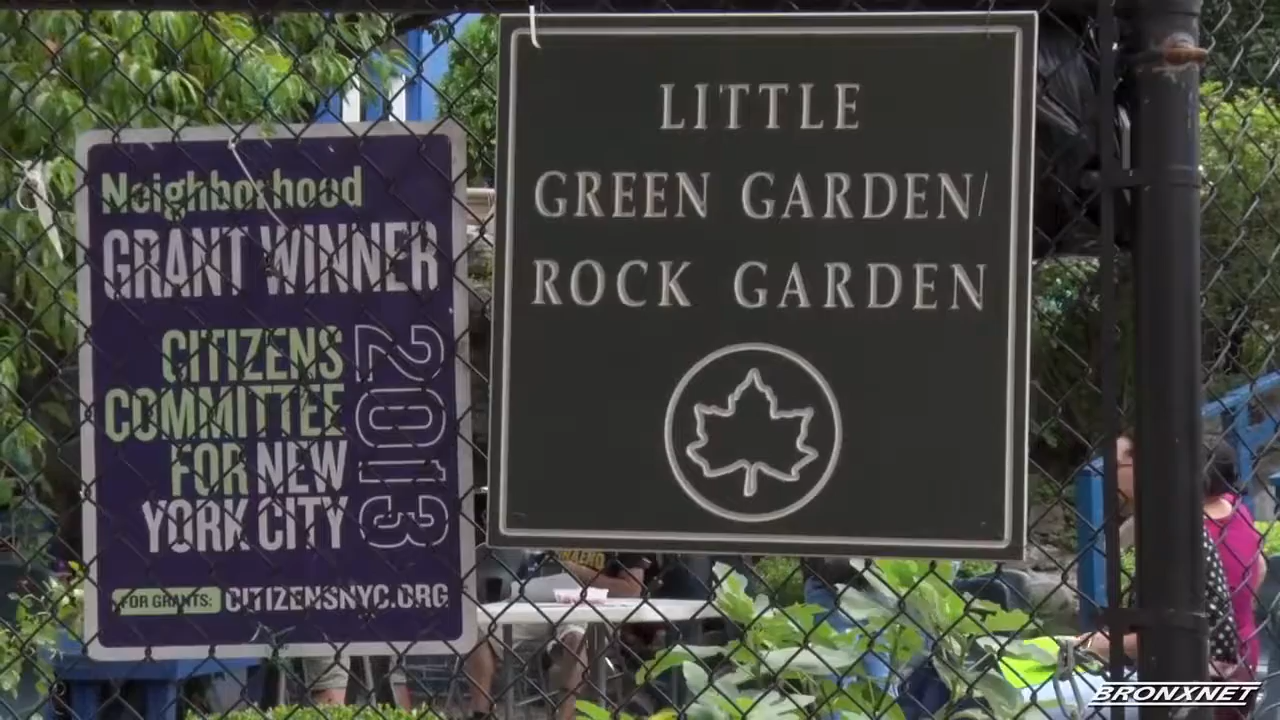 Neighborhood
GRANT WINNER
CITIZENS
COMMITTEE
FOR NEW
YORK CITY
2013
FOR GRANTS: CITIZENSNYC.ORG
LITTLE
GREEN GARDEN/
ROCK GARDEN
BRONXNET